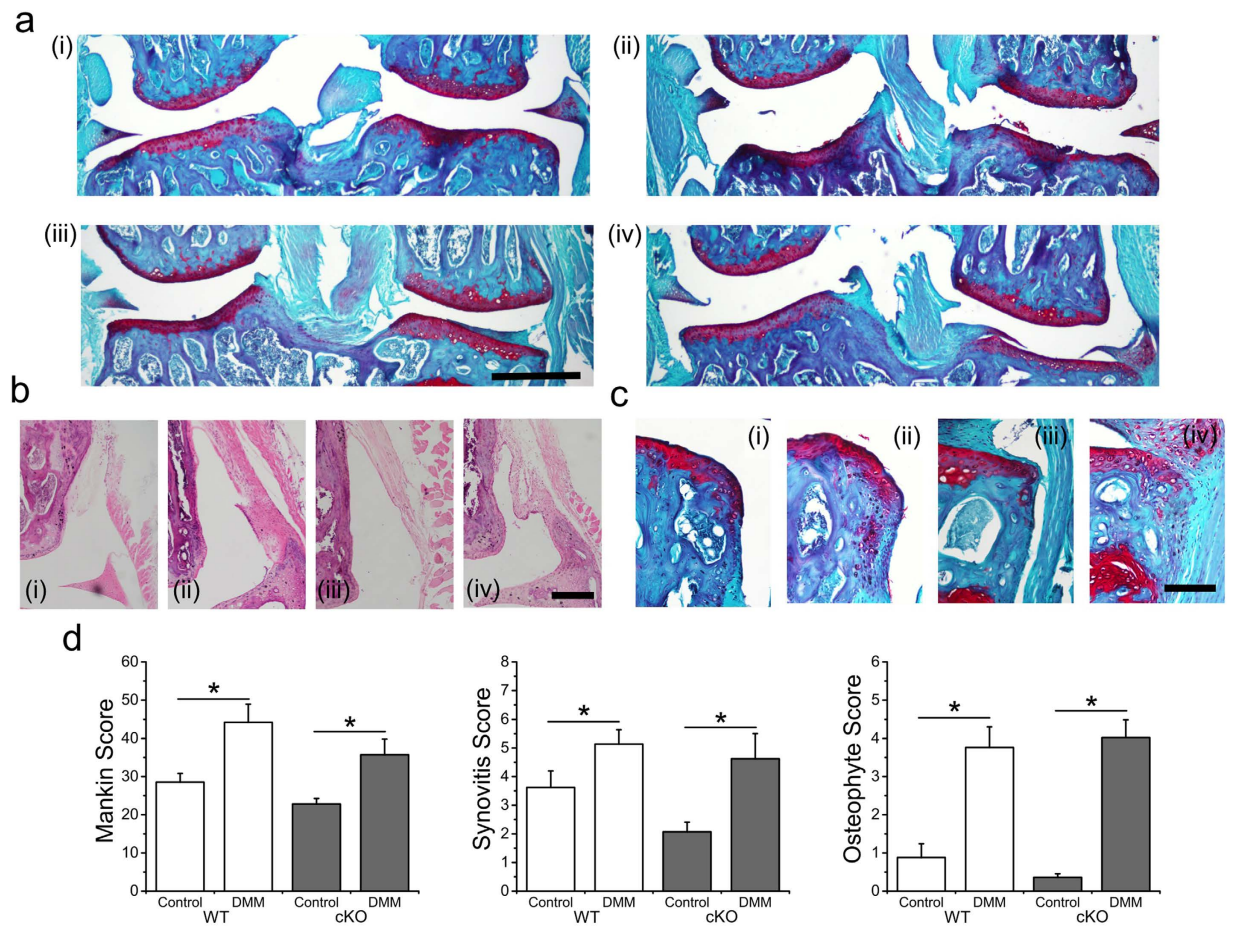 a
(i)
(ii)
(iii)
(iv)
b
(i)
(ii)
(iii)
(iv)
c
(i)
(ii)
(iii)
(iv)
d
60
50
40
30
20
10
0
Mankin Score
*
*
Control DMM Control DMM
WT cKO
8
7
6
5
4
3
2
1
0
Synovitis Score
*
*
Control DMM Control DMM
WT cKO
6
5
4
3
2
1
0
Osteophyte Score
*
*
Control DMM Control DMM
WT cKO